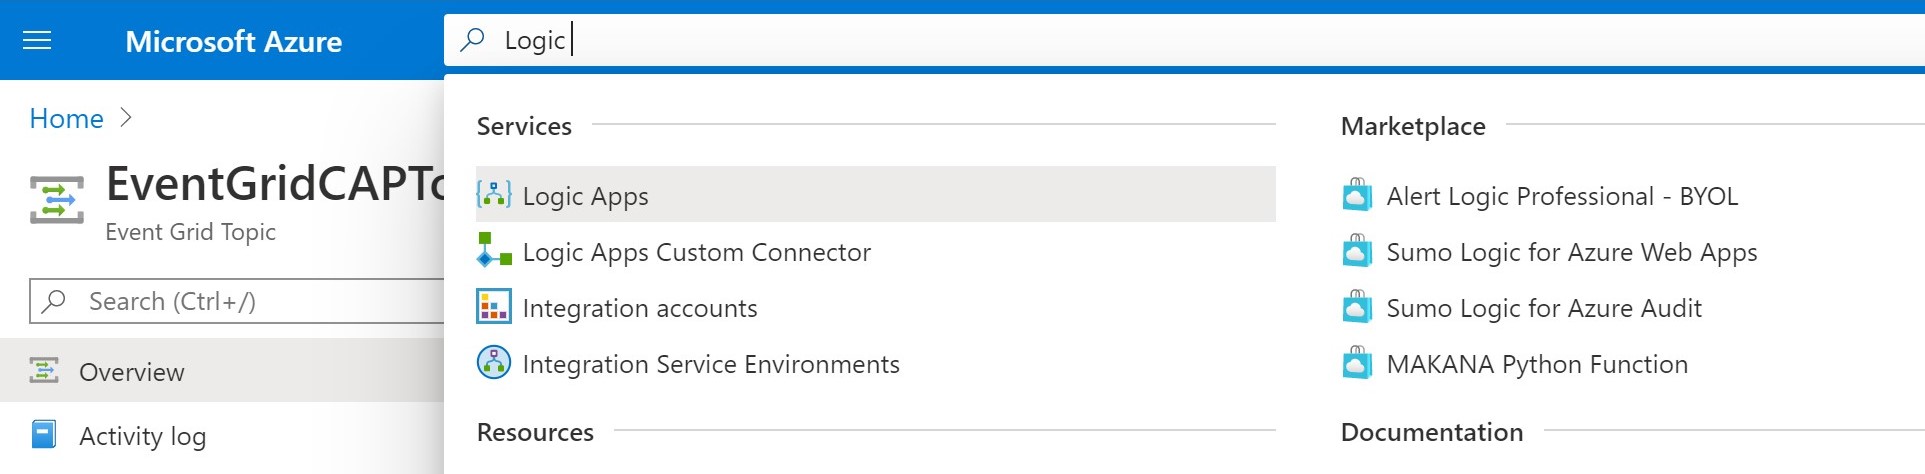 Microsoft Azure
Logic
Home
EventGridCAPTo
Event Grid Topic
Search (Ctrl+/)
Overview
Activity log
Services
Logic Apps
Logic Apps Custom Connector
Integration accounts
Integration Service Environments
Resources
Marketplace
Alert Logic Professional - BYOL
Sumo Logic for Azure Web Apps
Sumo Logic for Azure Audit
MAKANA Python Function
Documentation